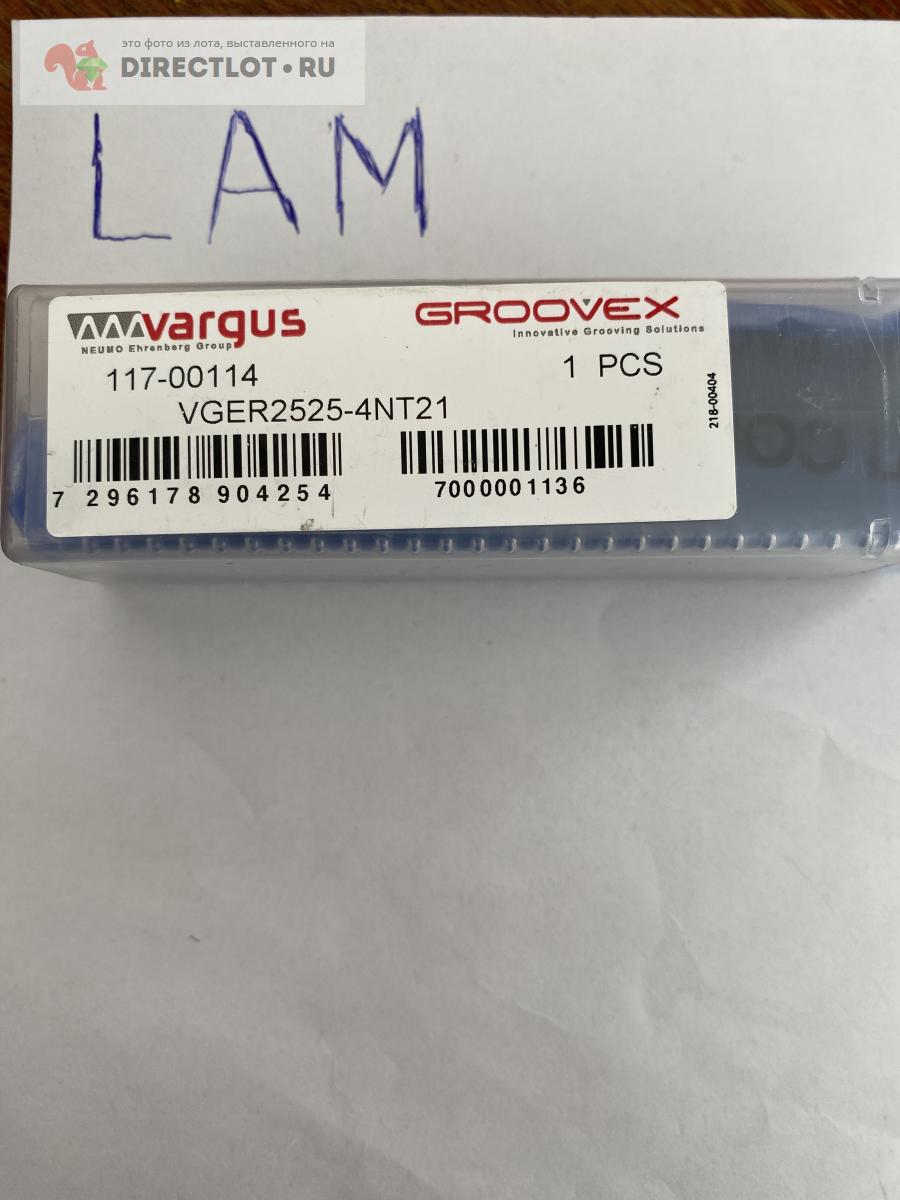 это фото из лота, выставленного на
DIRECTLOT.RU
LAM
vargus
NEUMO Ehrenberg Group
GROOVEX
Innovative Grooving Solutions
117-00114
1 PCS
VGER2525-4NT21
218-00404
7 296178 904254
7000001136